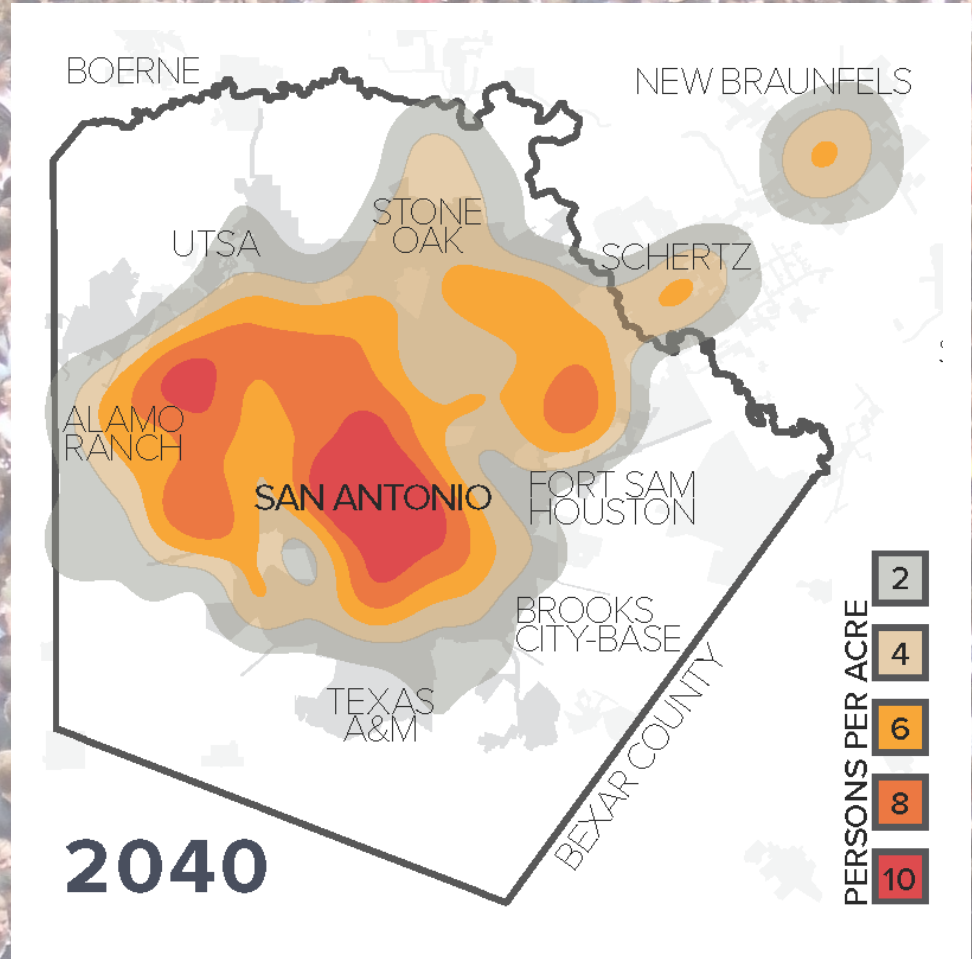 BOERNE
NEW BRAUNFELS
UTSA
STONE
OAK
SCHERTZ
ALAMO
RANCH
SAN ANTONIO
FORT SAM
HOUSTON
BROOKS
CITY-BASE
TEXAS
A&M
BEXAR COUNTY
2040
PERSONS PER ACRE
2
4
6
8
10